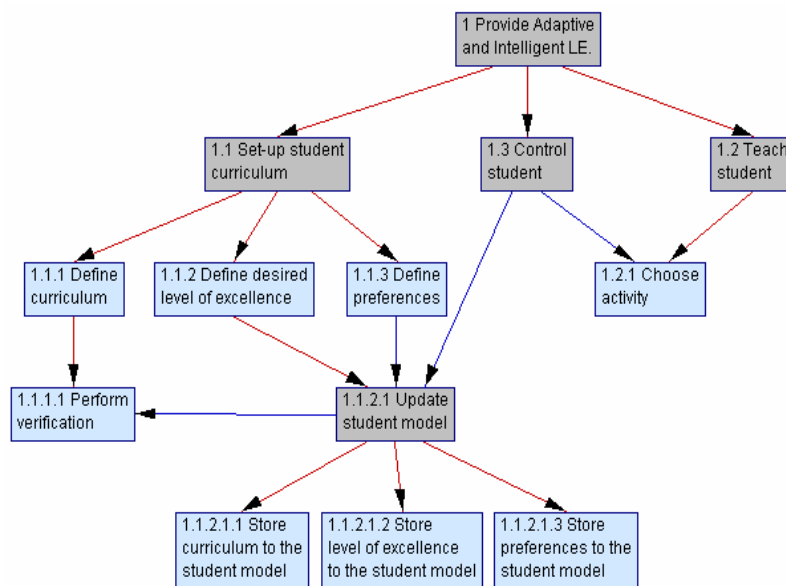 1 Provide Adaptive
and Intelligent LE.
1.1 Set-up student
curriculum
1.3 Control
student
1.2 Teach
student
1.1.1 Define
curriculum
1.1.2 Define desired
level of excellence
1.1.3 Define
preferences
1.2.1 Choose
activity
1.1.1.1 Perform
verification
1.1.2.1 Update
student model
1.1.2.1.1 Store
curriculum to the
student model
1.1.2.1.2 Store
level of excellence
to the student model
1.1.2.1.3 Store
preferences to the
student model